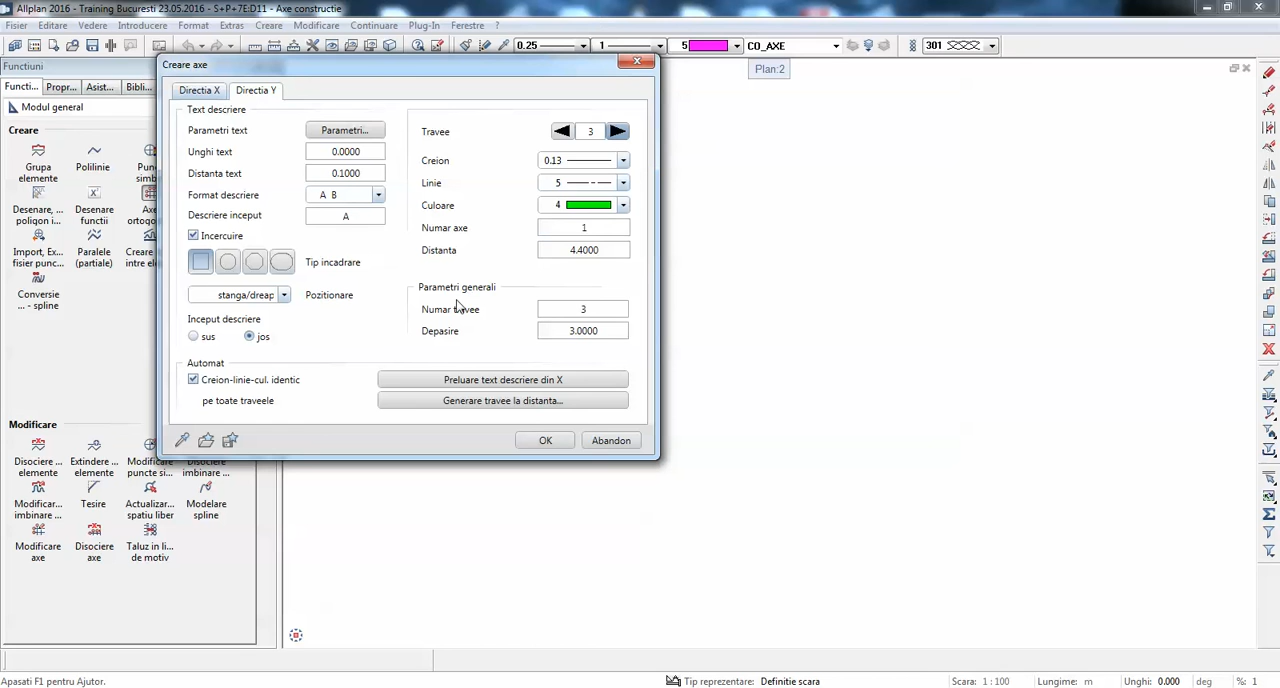 Allplan 2016 - Training Bucuresti 23.05.2016 - S+P+7E:D11 - Axe constructie
Fisier Editare Vedere Introducere Format Extras Creare Modificare Continuare Plug-In Ferestre ?
0.25 1 5 CO_AXE 301
Functiuni
Plan:2
Functi... Propr... Asist... Bibli...
Modul general
Creare
Grupa elemente
Polilinie
Desenare, ... poligon i...
Desenare functii
Import, Ex... fisier punc...
Paralele (partiale)
Conversie ... - spline
Modificare
Disociere ... elemente
Extindere ... elemente
Modificare puncte si...
Disociere imbinare ...
Modificar... imbinare ...
Tesire
Actualizar... spatiu liber
Modelare spline
Modificare axe
Disociere axe
Taluz in li... de motiv
Creare axe
Directia X Directia Y
Text descriere
Parametri text Parametri...
Unghi text 0.0000
Distanta text 0.1000
Format descriere A B
Descriere inceput A
Incercuire
Tip incadrare
stanga/dreap Pozitionare
Inceput descriere
sus jos
Automat
Creion-linie-cul. identic
pe toate traveele
Travee 3
Creion 0.13
Linie 5
Culoare 4
Numar axe 1
Distanta 4.4000
Parametri generali
Numar travee 3
Depasire 3.0000
Preluare text descriere din X
Generare travee la distanta...
OK Abandon
Apasati F1 pentru Ajutor.
Tip reprezentare: Definitie scara Scara: 1 : 100 Lungime: m Unghi: 0.000 deg %: 1